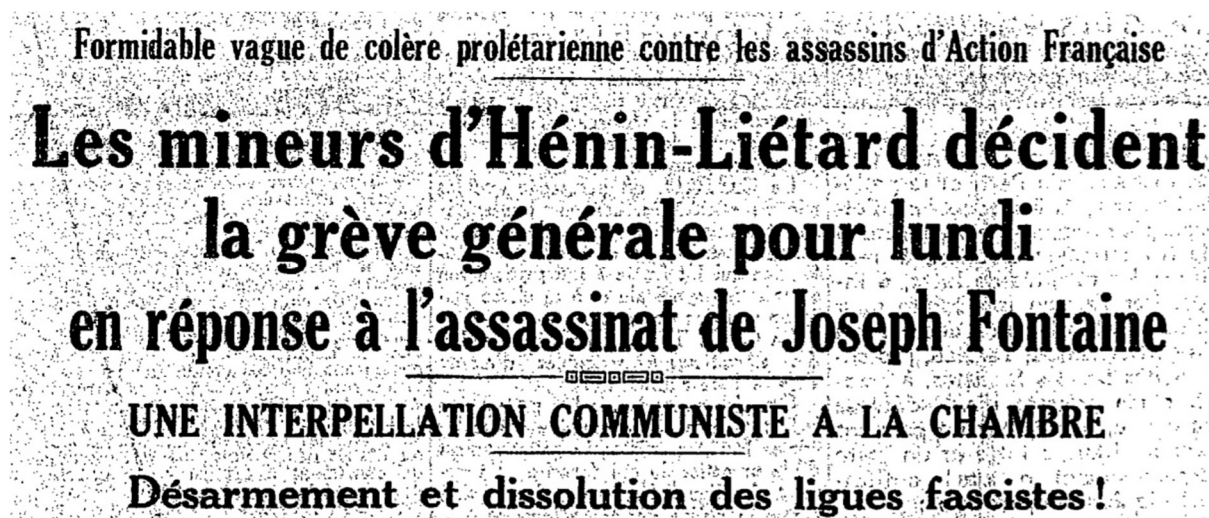 Formidable vague de colère prolétarienne contre les assassins d'Action Française
Les mineurs d'Hénin-Liétard décident
la grève générale pour lundi
en réponse à l'assassinat de Joseph Fontaine
UNE INTERPELLATION COMMUNISTE A LA CHAMBRE
Désarmement et dissolution des ligues fascistes !